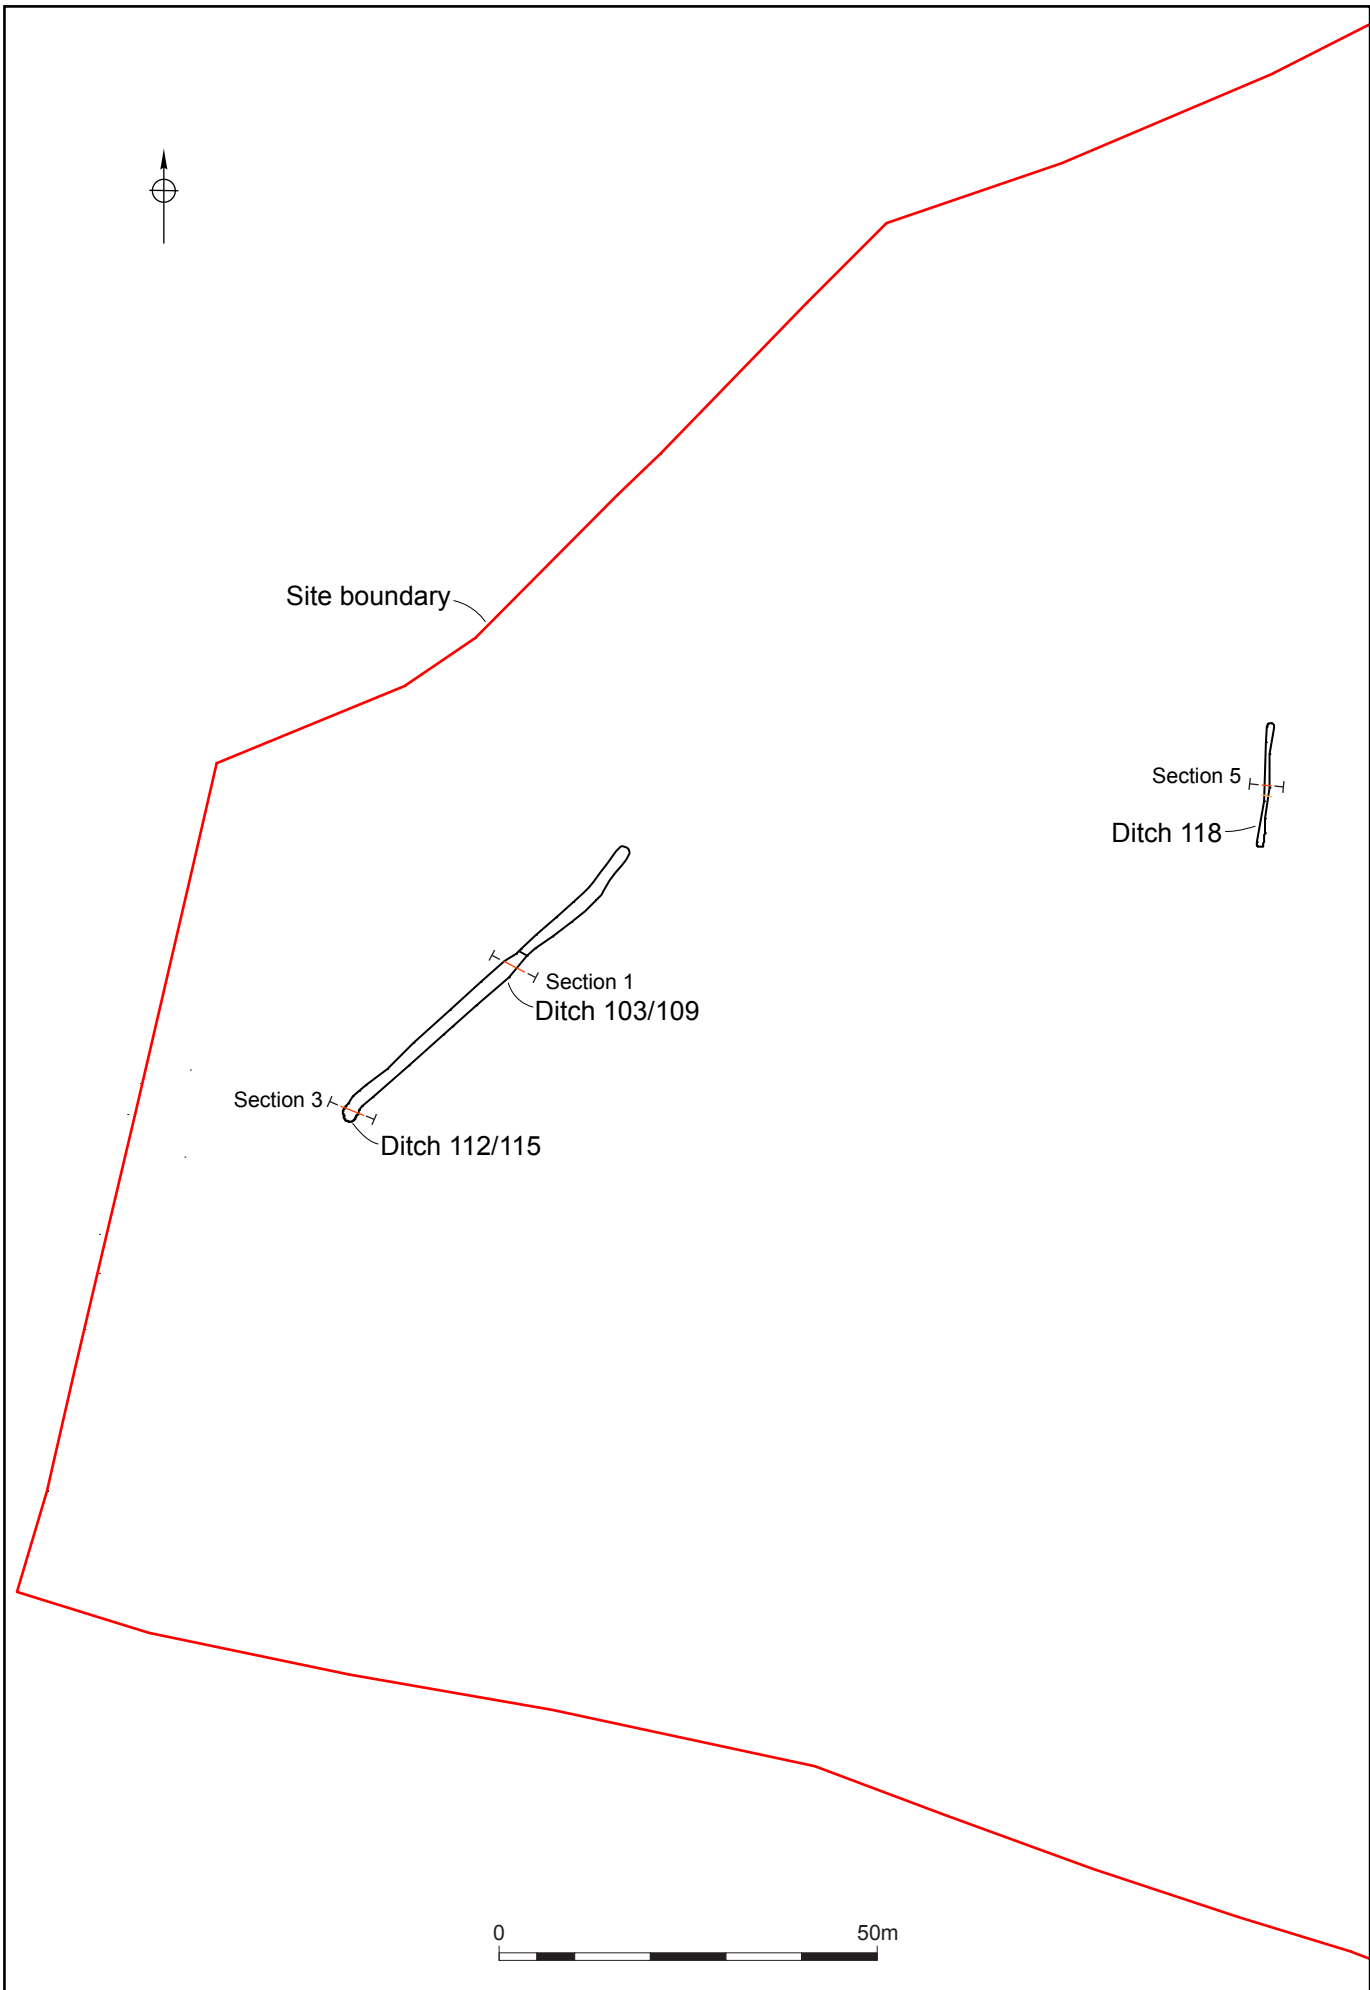 Site boundary
Section 5
Ditch 118
Section 1
Ditch 103/109
Section 3
Ditch 112/115
0
50m